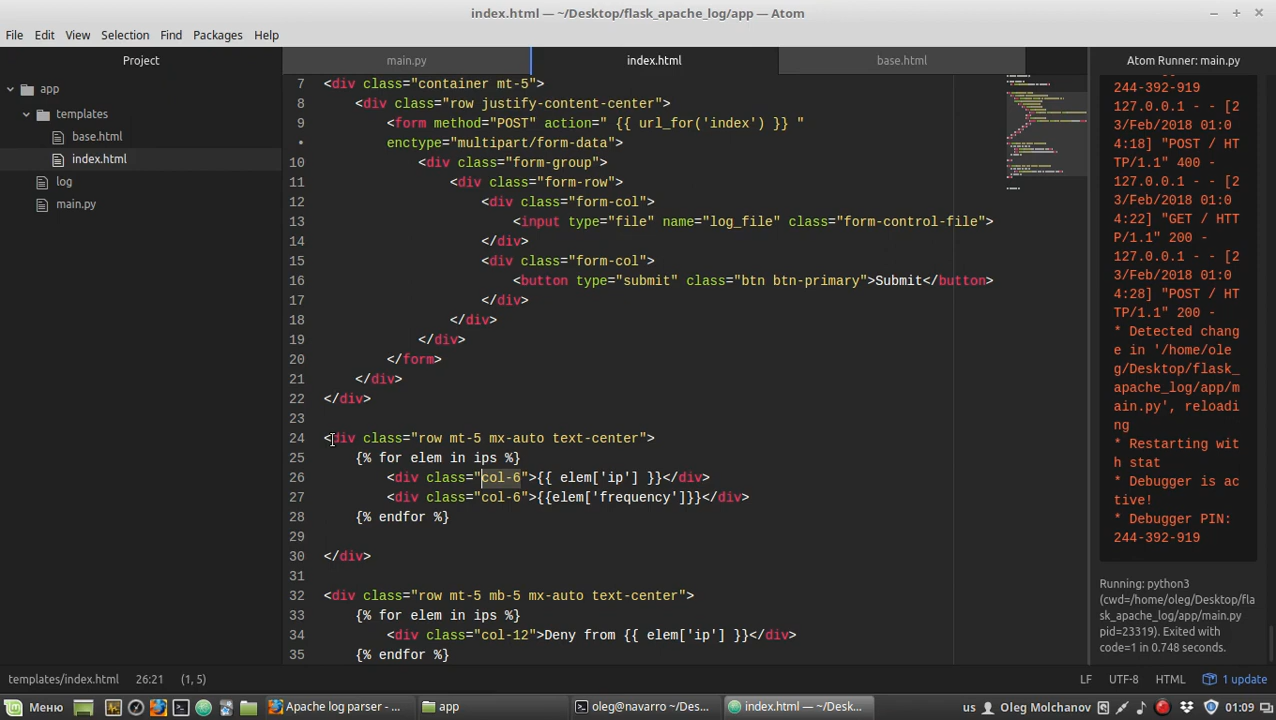 index.html — ~/Desktop/flask_apache_log/app — Atom
File Edit View Selection Find Packages Help
Project
main.py
index.html
base.html
Atom Runner: main.py
app
templates
base.html
index.html
log
main.py
7 <div class="container mt-5">
8 <div class="row justify-content-center">
9 <form method="POST" action=" {{ url_for('index') }} "
• enctype="multipart/form-data">
10 <div class="form-group">
11 <div class="form-row">
12 <div class="form-col">
13 <input type="file" name="log_file" class="form-control-file">
14 </div>
15 <div class="form-col">
16 <button type="submit" class="btn btn-primary">Submit</button>
17 </div>
18 </div>
19 </div>
20 </form>
21 </div>
22 </div>
23
24 <div class="row mt-5 mx-auto text-center">
25 {% for elem in ips %}
26 <div class="col-6">{{ elem['ip'] }}</div>
27 <div class="col-6">{{elem['frequency']}}</div>
28 {% endfor %}
29
30 </div>
31
32 <div class="row mt-5 mb-5 mx-auto text-center">
33 {% for elem in ips %}
34 <div class="col-12">Deny from {{ elem['ip'] }}</div>
35 {% endfor %}
244-392-919
127.0.0.1 - - [2
3/Feb/2018 01:0
4:18] "POST / HT
TP/1.1" 400 -
127.0.0.1 - - [2
3/Feb/2018 01:0
4:22] "GET / HTT
P/1.1" 200 -
127.0.0.1 - - [2
3/Feb/2018 01:0
4:28] "POST / HT
TP/1.1" 200 -
* Detected chang
e in '/home/ole
g/Desktop/flask_
apache_log/app/m
ain.py', reloadi
ng
* Restarting wit
h stat
* Debugger is ac
tive!
* Debugger PIN:
244-392-919
Running: python3
(cwd=/home/oleg/Desktop/fla
sk_apache_log/app/main.py
pid=23319). Exited with
code=1 in 0.748 seconds.
templates/index.html 26:21 (1, 5)
LF UTF-8 HTML 1 update
Меню
Apache log parser - ...
app
oleg@navarro ~/Des...
index.html — ~/Desk...
us Oleg Molchanov 01:09